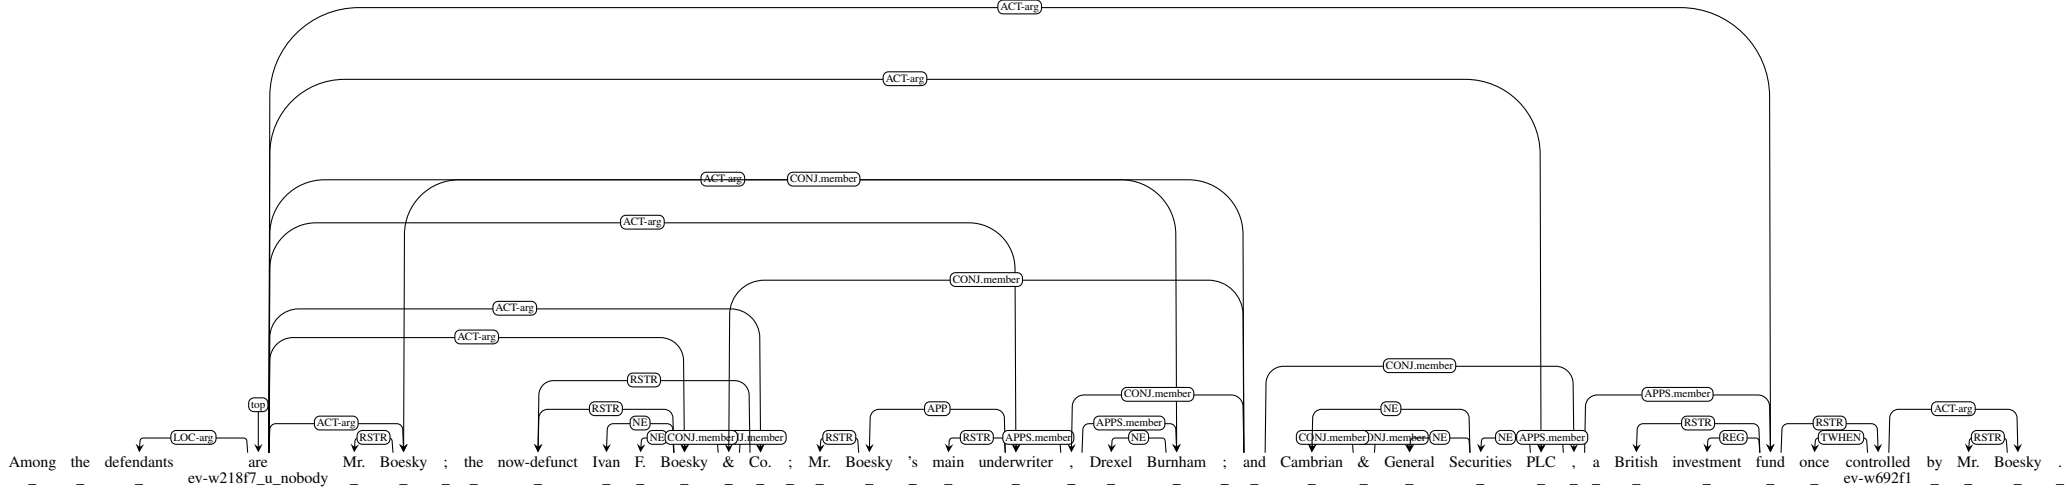 ACT-arg
ACT-arg
ACT-arg CONJ.member
ACT-arg
CONJ.member
ACT-arg
ACT-arg
CONJ.member
RSTR
CONJ.member APPS.member
top RSTR APP NE
ACT-arg NE APPS.member RSTR RSTR ACT-arg
LOC-arg RSTR NE CONJ.member RSTR RSTR APPS.member NE NE NE APPS.member REG TWHEN RSTR
Among the defendants are Mr. Boesky ; the now-defunct Ivan F. Boesky & Co. ; Mr. Boesky 's main underwriter , Drexel Burnham ; and Cambrian & General Securities PLC , a British investment fund once controlled by Mr. Boesky .
_ _ _ ev-w218f7_u_nobody _ _ _ _ _ _ _ _ _ _ _ _ _ _ _ _ _ _ _ _ _ _ _ _ _ _ _ _ _ _ _ _ _ ev-w692f1 _ _ _ _